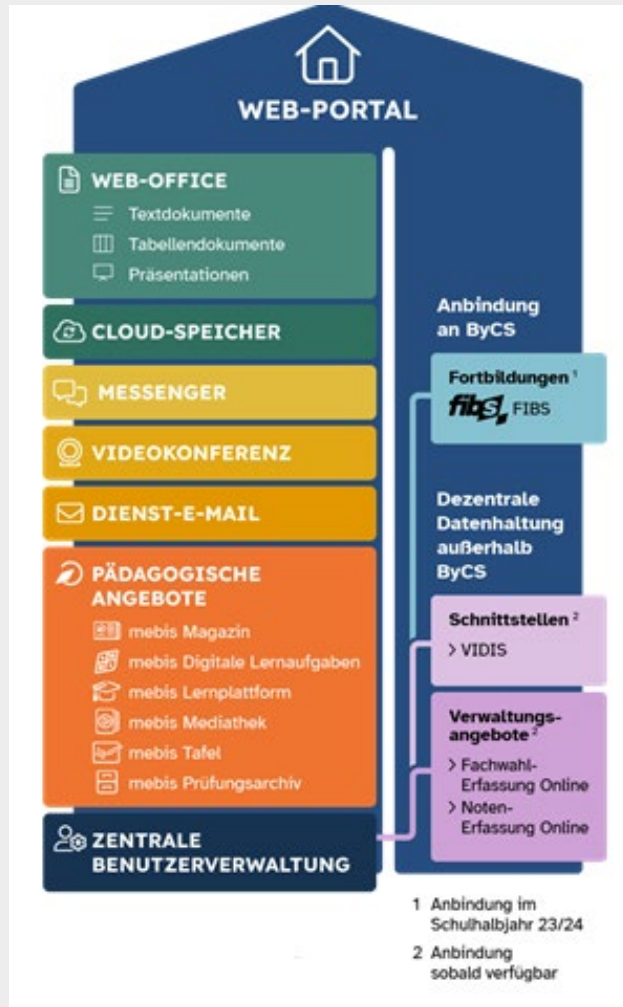 WEB-PORTAL
WEB-OFFICE
Textdokumente
Tabellendokumente
Präsentationen
CLOUD-SPEICHER
MESSENGER
VIDEOKONFERENZ
DIENST-E-MAIL
PÄDAGOGISCHE
ANGEBOTE
mebis Magazin
mebis Digitale Lernaufgaben
mebis Lernplattform
mebis Mediathek
mebis Tafel
mebis Prüfungsarchiv
ZENTRALE
BENUTZERVERWALTUNG
Anbindung
an ByCS
Fortbildungen ¹
fibs FIBS
Dezentrale
Datenhaltung
außerhalb
ByCS
Schnittstellen ²
> VIDIS
Verwaltungs-
angebote ²
> Fachwahl-
Erfassung Online
> Noten-
Erfassung Online
1 Anbindung im
Schulhalbjahr 23/24
2 Anbindung
sobald verfügbar